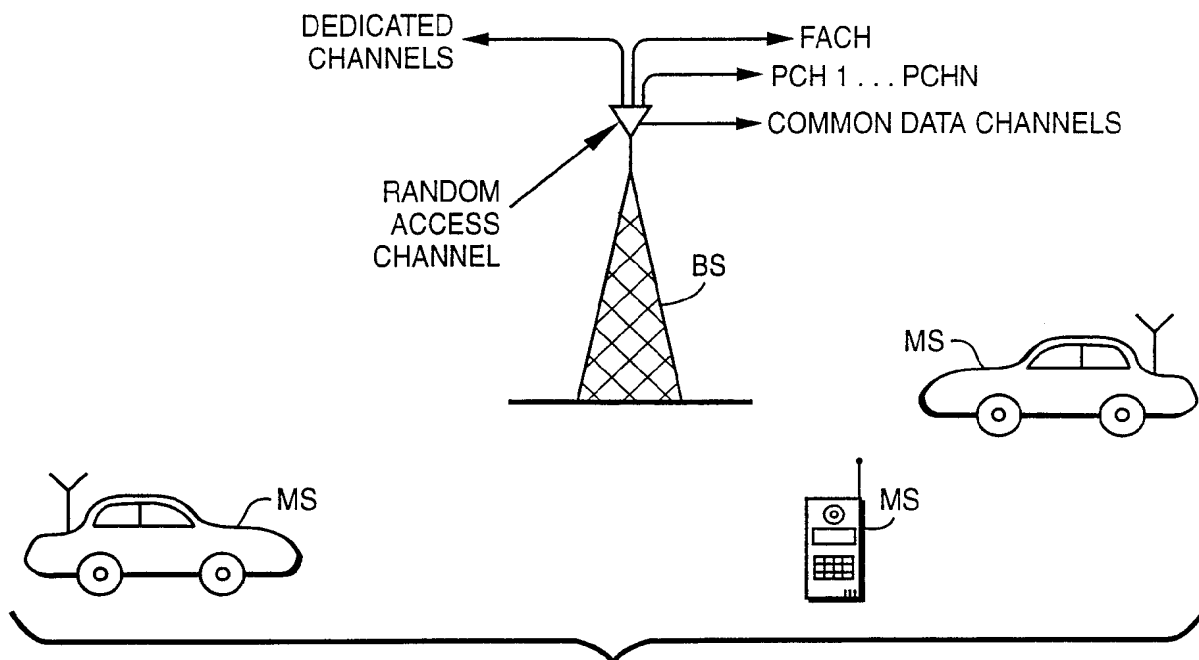 DEDICATED
CHANNELS
FACH
PCH 1 . . . PCHN
COMMON DATA CHANNELS
RANDOM
ACCESS
CHANNEL
BS
MS
MS
MS